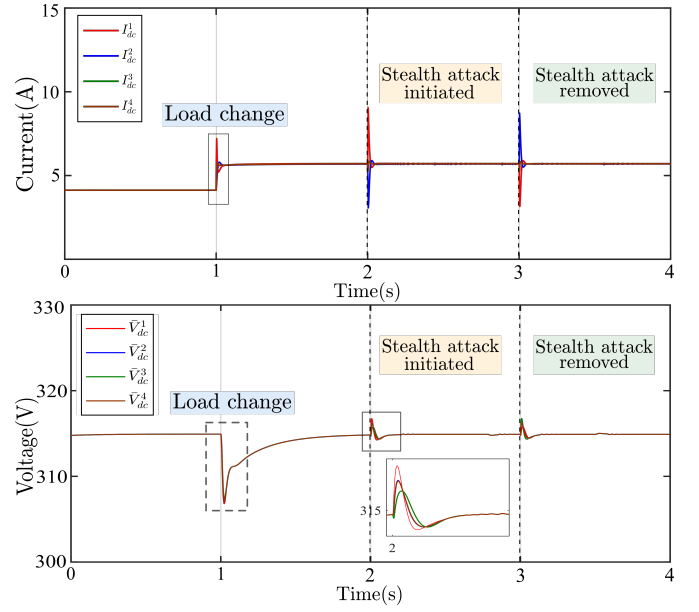 15
10
5
0
Current(A)
I_dc^1
I_dc^2
I_dc^3
I_dc^4
Load change
Stealth attack
initiated
Stealth attack
removed
0 1 2 3 4
Time(s)
330
320
310
300
Voltage(V)
V̄_dc^1
V̄_dc^2
V̄_dc^3
V̄_dc^4
Load change
Stealth attack
initiated
Stealth attack
removed
315
2
0 1 2 3 4
Time(s)